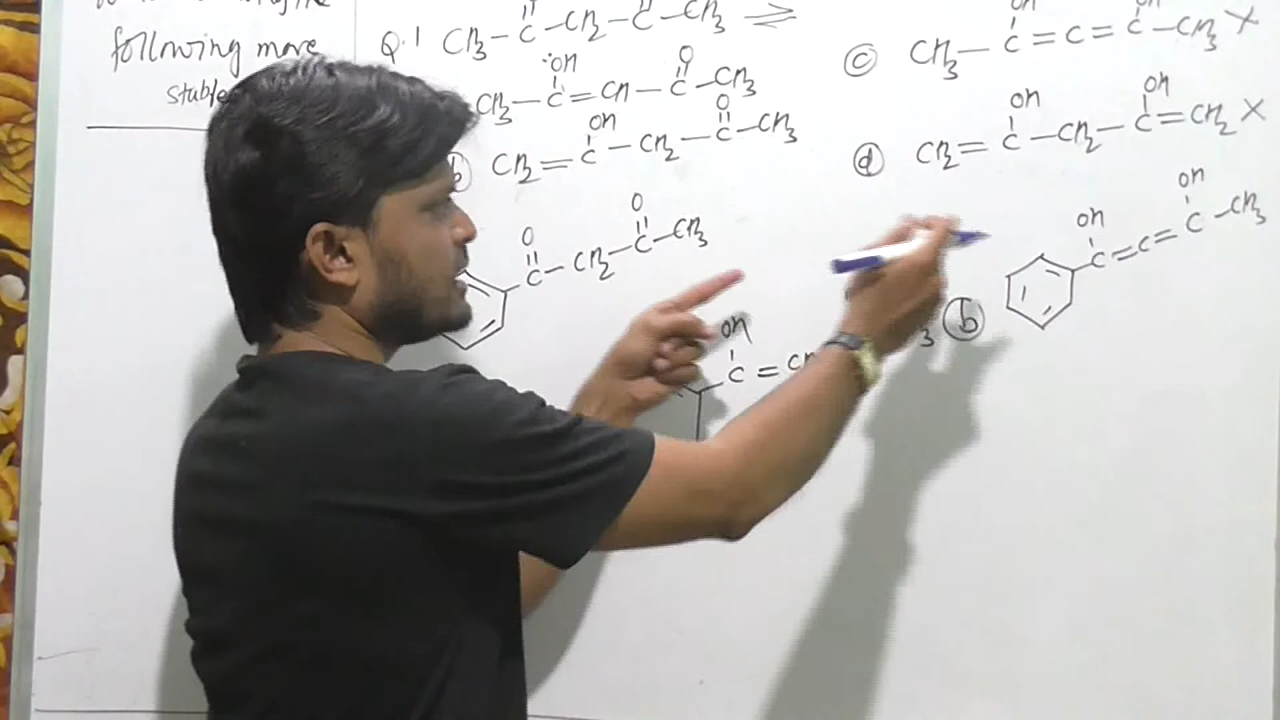 following more
stable
Q.1 CH3-C-CH2-C-CH3 ⇌
OH O
CH3-C=CH-C-CH3
OH O
(b) CH2=C-CH2-C-CH3
OH OH
(c) CH3-C=C=C-CH3 X
OH OH
(d) CH2=C-CH2-C=CH2 X
O O
C-CH2-C-CH3
OH
C=
3 (b)
OH OH
C=C=C-CH3